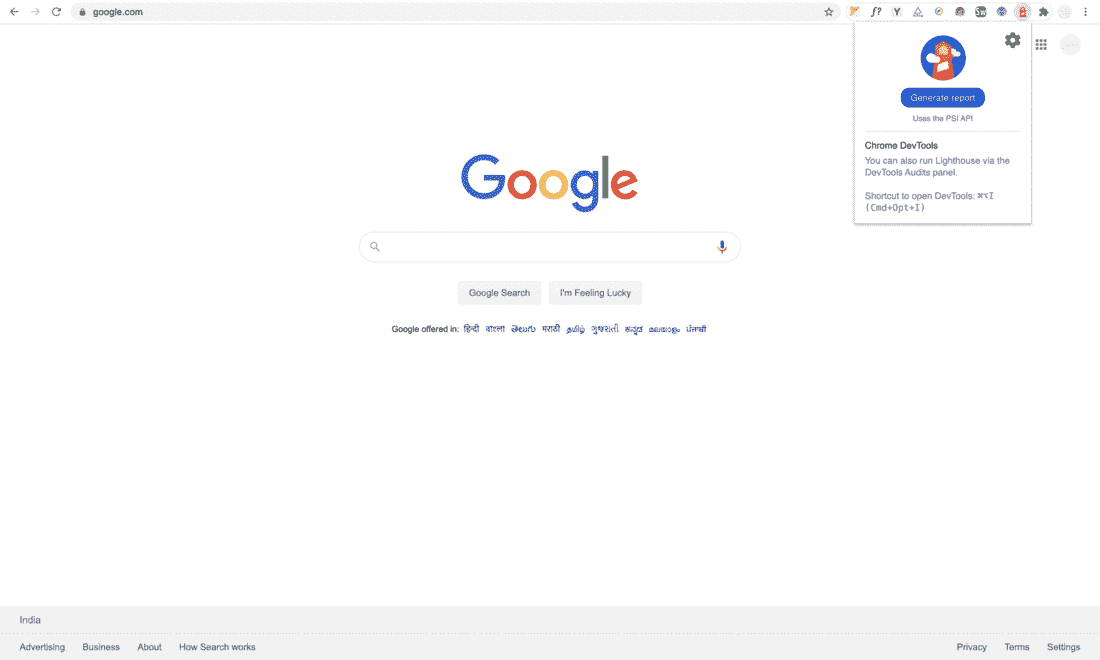 google.com
f?
Y
SW
Generate report
Uses the PSI API
Chrome DevTools
You can also run Lighthouse via the
DevTools Audits panel.
Shortcut to open DevTools: ⌘⌥I
(Cmd+Opt+I)
Google
Google Search I'm Feeling Lucky
Google offered in: हिन्दी বাংলা తెలుగు मराठी தமிழ் ગુજરાતી ಕನ್ನಡ മലയാളം ਪੰਜਾਬੀ
India
Advertising Business About How Search works Privacy Terms Settings